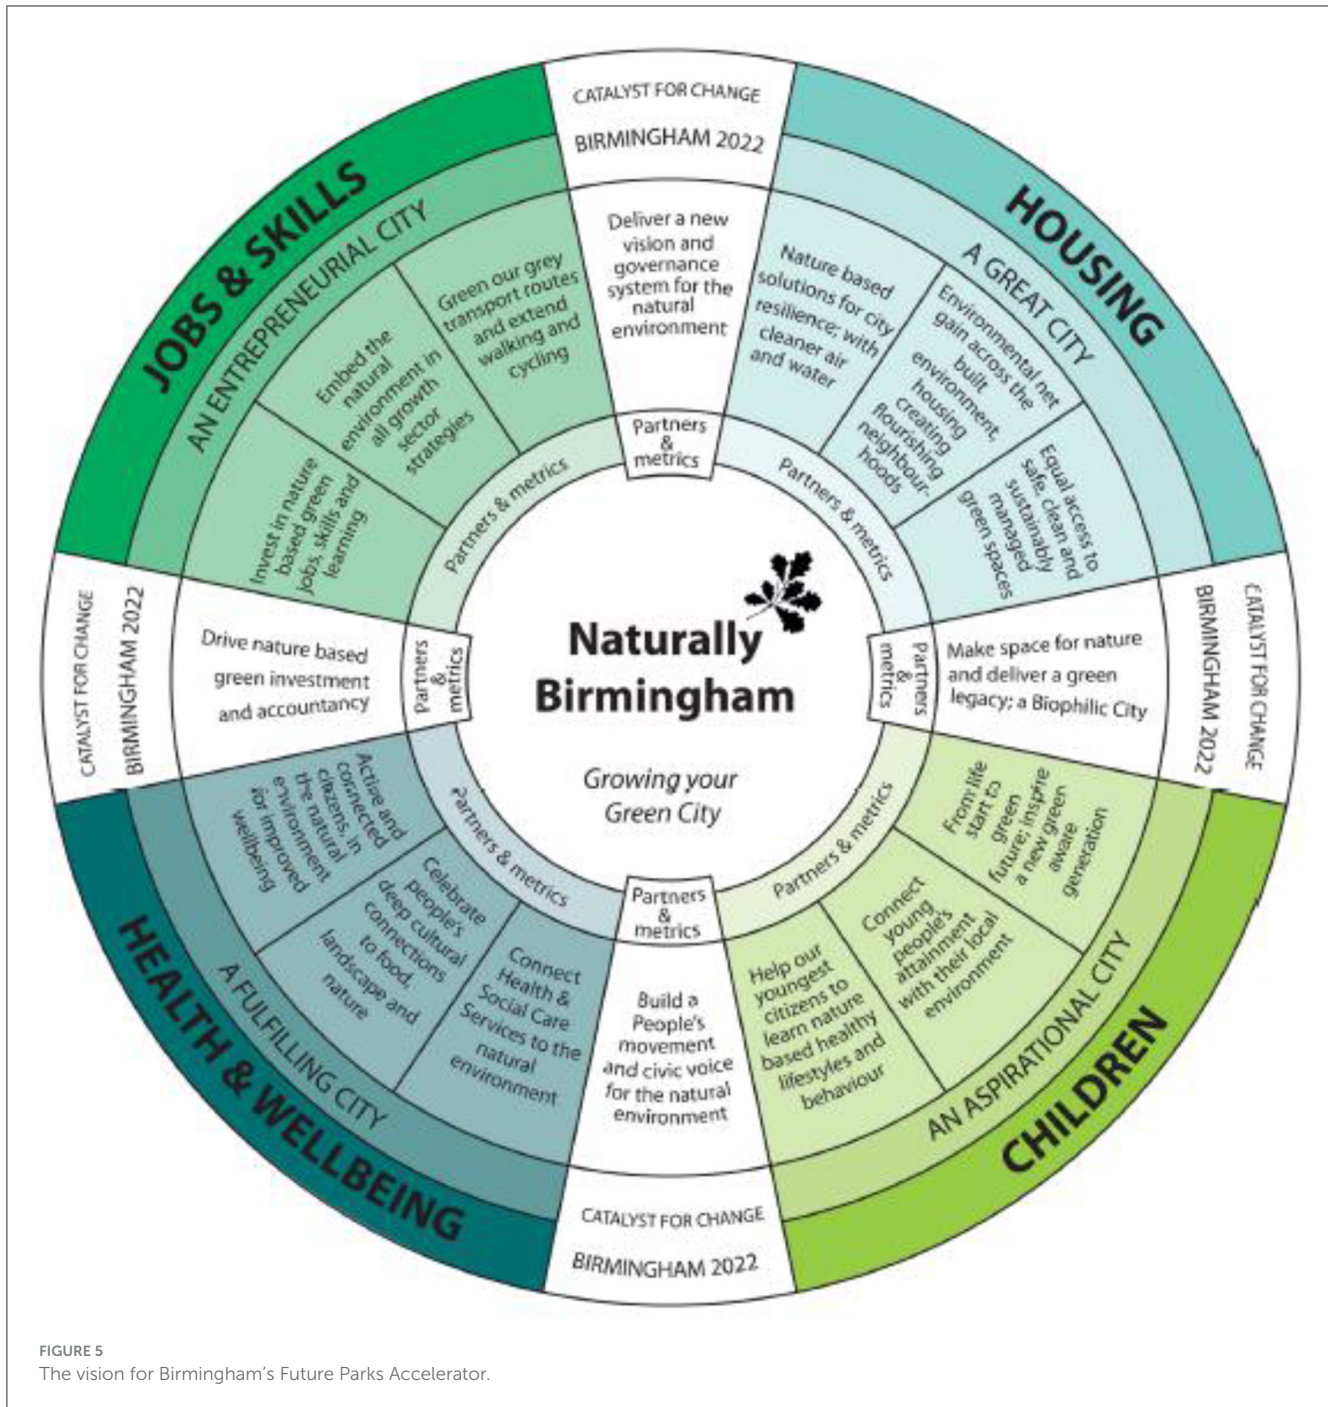 CATALYST FOR CHANGE
BIRMINGHAM 2022
Deliver a new
vision and
governance
system for the
natural
environment
Partners
&
metrics
HOUSING
A GREAT CITY
Nature based
solutions for city
resilience; with
cleaner air
and water
Environmental net
gain across the
built
environment,
housing
creating
flourishing
neighbour-
hoods
Equal access to
safe, clean and
sustainably
managed
green spaces
Partners & metrics
CATALYST FOR CHANGE
BIRMINGHAM 2022
Make space for nature
and deliver a green
legacy; a Biophilic City
Partners
&
metrics
CHILDREN
AN ASPIRATIONAL CITY
From life
start to
green
future; inspire
a new green
aware
generation
Connect
young
people's
attainment
with their local
environment
Help our
youngest
citizens to
learn nature
based healthy
lifestyles and
behaviour
Partners & metrics
Partners
&
metrics
Build a
People's
movement
and civic voice
for the natural
environment
CATALYST FOR CHANGE
BIRMINGHAM 2022
HEALTH & WELLBEING
A FULFILLING CITY
Connect
Health &
Social Care
Services to the
natural
environment
Celebrate
people's
deep cultural
connections
to food,
landscape and
nature
Active and
connected
citizens, in
the natural
environment
for improved
wellbeing
Partners & metrics
CATALYST FOR CHANGE
BIRMINGHAM 2022
Drive nature based
green investment
and accountancy
Partners
&
metrics
JOBS & SKILLS
AN ENTREPRENEURIAL CITY
Invest in nature
based green
jobs, skills and
learning
Embed the
natural
environment in
all growth
sector
strategies
Green our grey
transport routes
and extend
walking and
cycling
Partners & metrics
Naturally
Birmingham
Growing your
Green City
FIGURE 5
The vision for Birmingham's Future Parks Accelerator.